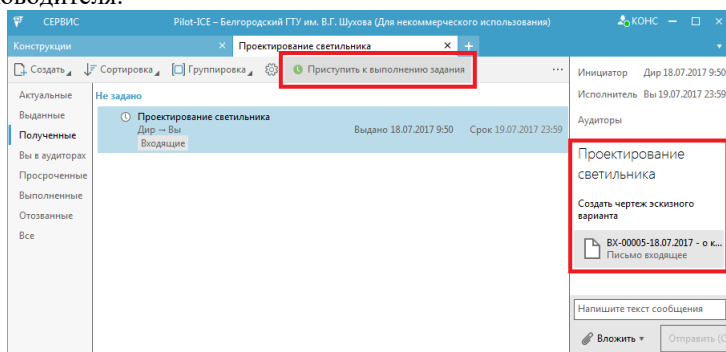 оводителя.
СЕРВИС Pilot-ICE – Белгородский ГТУ им. В.Г. Шухова (Для некоммерческого использования) КОНС
Конструкции × Проектирование светильника × +
Создать Сортировка Группировка Приступить к выполнению задания ...
Актуальные
Выданные
Полученные
Вы в аудиторах
Просроченные
Выполненные
Отозванные
Все
Не задано
Проектирование светильника
Дир → Вы Выдано 18.07.2017 9:50 Срок 19.07.2017 23:59
Входящие
Инициатор Дир 18.07.2017 9:50
Исполнитель Вы 19.07.2017 23:59
Аудиторы
Проектирование
светильника
Создать чертеж эскизного
варианта
ВХ-00005-18.07.2017 - о к...
Письмо входящее
Напишите текст сообщения
Вложить Отправить (C